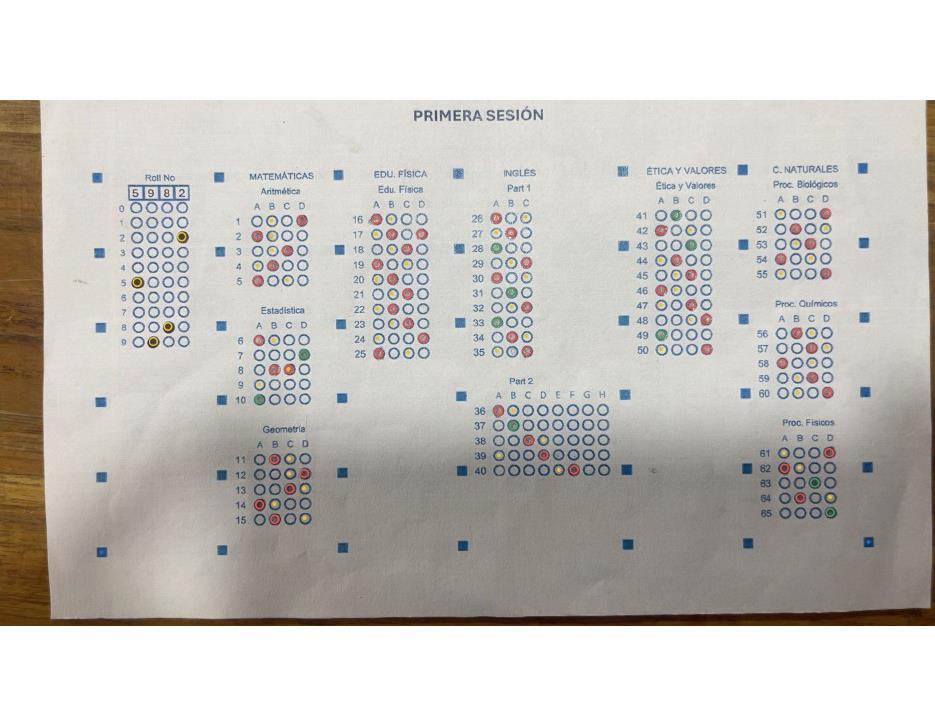 PRIMERA SESIÓN
Roll No
5 9 8 2
0
1
2
3
4
5
6
7
8
9
MATEMÁTICAS
Aritmética
A B C D
1
2
3
4
5
Estadística
A B C D
6
7
8
9
10
Geometría
A B C D
11
12
13
14
15
EDU. FÍSICA
Edu. Física
A B C D
16
17
18
19
20
21
22
23
24
25
INGLÉS
Part 1
A B C
26
27
28
29
30
31
32
33
34
35
Part 2
A B C D E F G H
36
37
38
39
40
ÉTICA Y VALORES
Ética y Valores
A B C D
41
42
43
44
45
46
47
48
49
50
C. NATURALES
Proc. Biológicos
A B C D
51
52
53
54
55
Proc. Químicos
A B C D
56
57
58
59
60
Proc. Físicos
A B C D
61
62
63
64
65